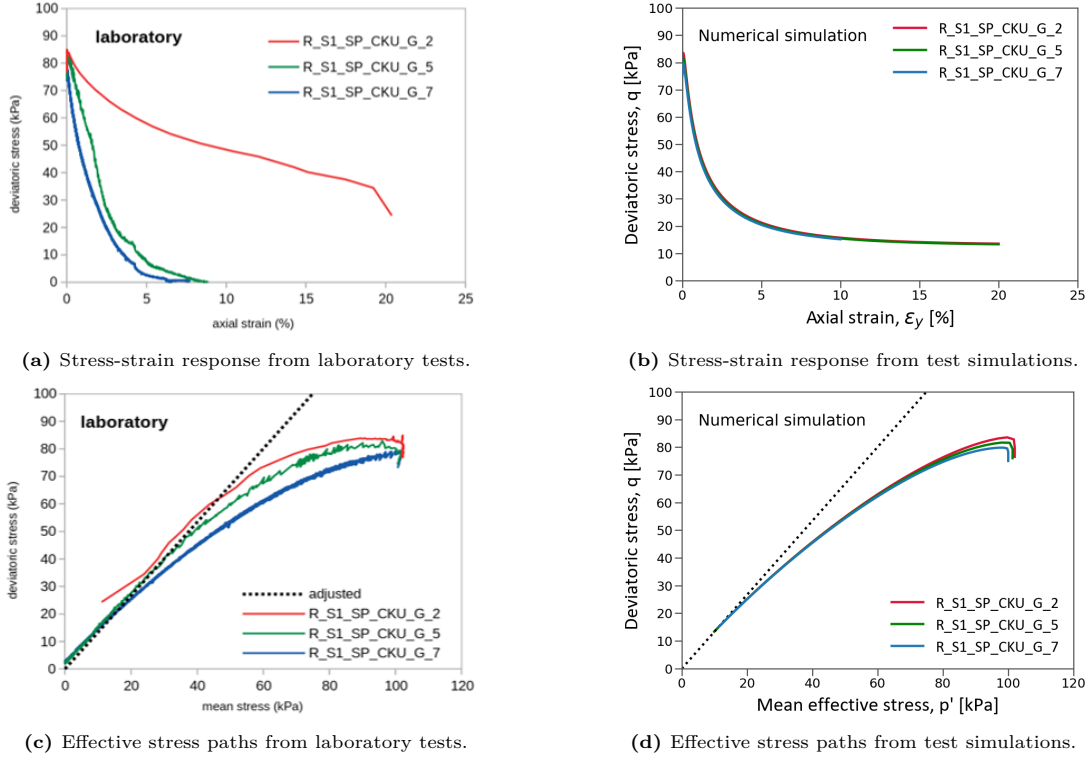 laboratory
R_S1_SP_CKU_G_2
R_S1_SP_CKU_G_5
R_S1_SP_CKU_G_7
100
90
80
70
60
50
40
30
20
10
0
deviatoric stress (kPa)
0 5 10 15 20 25
axial strain (%)
(a) Stress-strain response from laboratory tests.
Numerical simulation
R_S1_SP_CKU_G_2
R_S1_SP_CKU_G_5
R_S1_SP_CKU_G_7
100
90
80
70
60
50
40
30
20
10
0
Deviatoric stress, q [kPa]
0 5 10 15 20 25
Axial strain, εy [%]
(b) Stress-strain response from test simulations.
laboratory
100
90
80
70
60
50
40
30
20
10
0
deviatoric stress (kPa)
adjusted
R_S1_SP_CKU_G_2
R_S1_SP_CKU_G_5
R_S1_SP_CKU_G_7
0 20 40 60 80 100 120
mean stress (kPa)
(c) Effective stress paths from laboratory tests.
Numerical simulation
100
90
80
70
60
50
40
30
20
10
0
Deviatoric stress, q [kPa]
R_S1_SP_CKU_G_2
R_S1_SP_CKU_G_5
R_S1_SP_CKU_G_7
0 20 40 60 80 100 120
Mean effective stress, p' [kPa]
(d) Effective stress paths from test simulations.